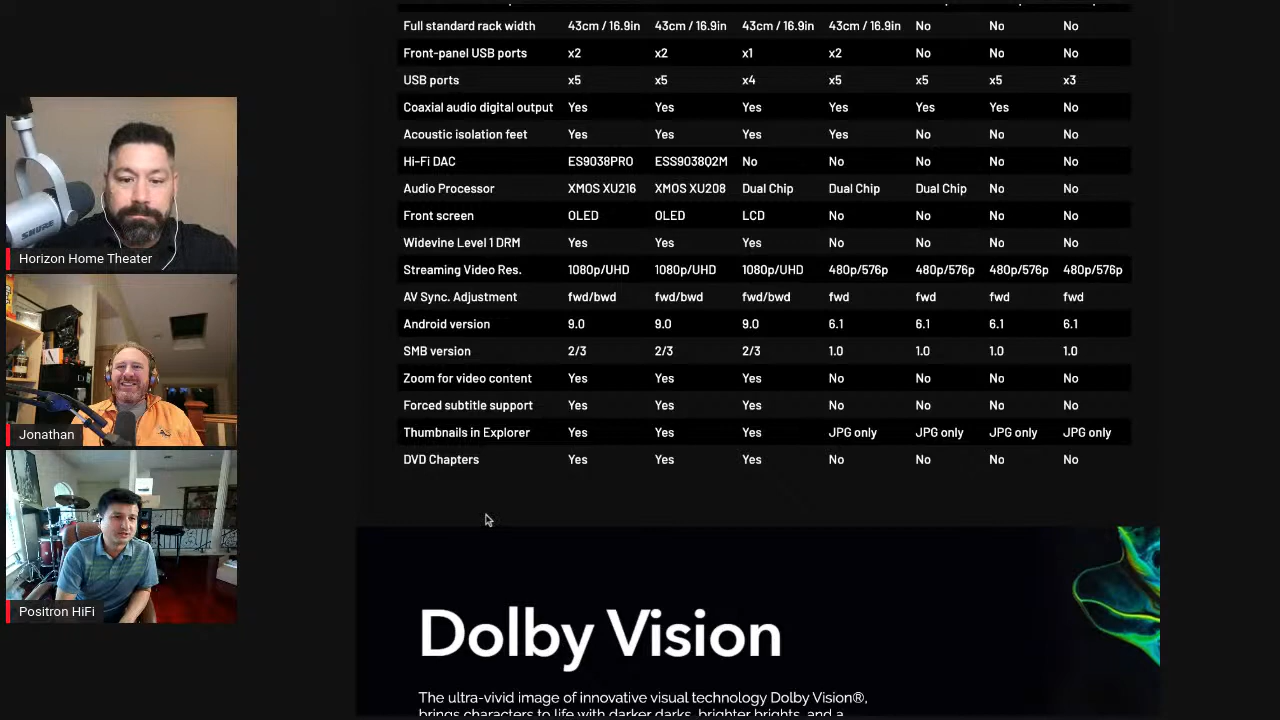 Full standard rack width 43cm / 16.9in 43cm / 16.9in 43cm / 16.9in 43cm / 16.9in No No No
Front-panel USB ports x2 x2 x1 x2 No No No
USB ports x5 x5 x4 x5 x5 x5 x3
Coaxial audio digital output Yes Yes Yes Yes Yes Yes No
Acoustic isolation feet Yes Yes Yes Yes No No No
Hi-Fi DAC ES9038PRO ESS9038Q2M No No No No No
Audio Processor XMOS XU216 XMOS XU208 Dual Chip Dual Chip Dual Chip No No
Front screen OLED OLED LCD No No No No
Widevine Level 1 DRM Yes Yes Yes No No No No
Streaming Video Res. 1080p/UHD 1080p/UHD 1080p/UHD 480p/576p 480p/576p 480p/576p 480p/576p
AV Sync. Adjustment fwd/bwd fwd/bwd fwd/bwd fwd fwd fwd fwd
Android version 9.0 9.0 9.0 6.1 6.1 6.1 6.1
SMB version 2/3 2/3 2/3 1.0 1.0 1.0 1.0
Zoom for video content Yes Yes Yes No No No No
Forced subtitle support Yes Yes Yes No No No No
Thumbnails in Explorer Yes Yes Yes JPG only JPG only JPG only JPG only
DVD Chapters Yes Yes Yes No No No No
SHURE
Horizon Home Theater
Jonathan
Positron HiFi
Dolby Vision
The ultra-vivid image of innovative visual technology Dolby Vision®,
brings characters to life with darker darks, brighter brights, and a